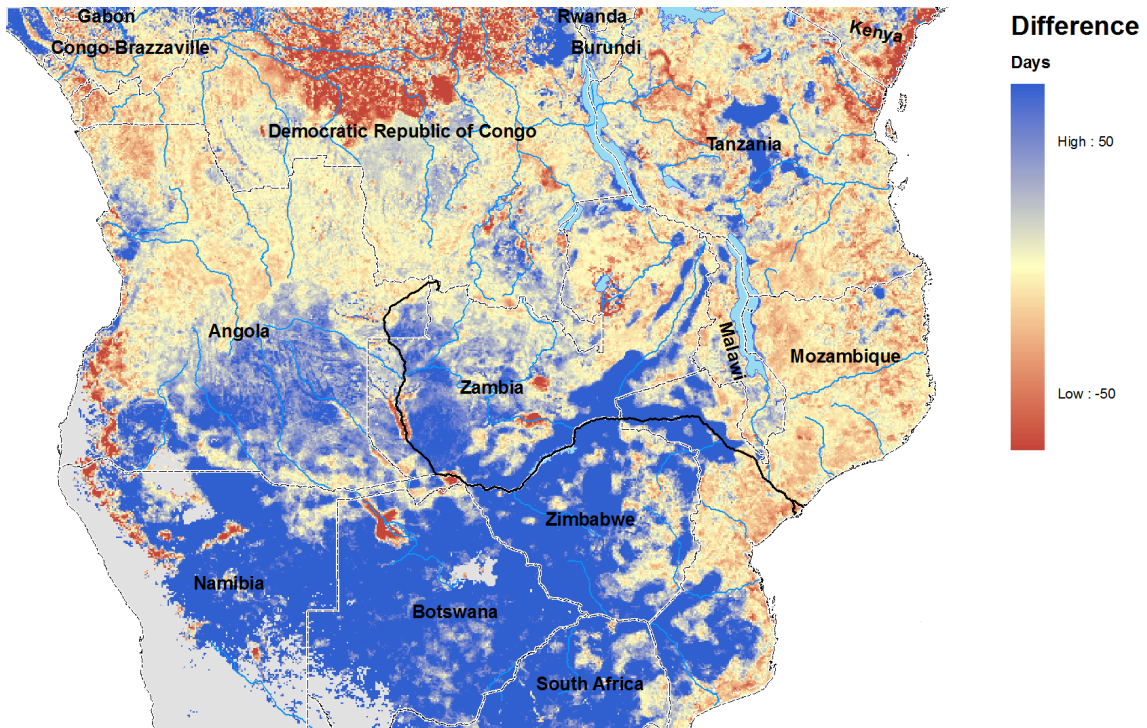 Gabon
Rwanda
Difference
Kenya
Congo-Brazzaville
Burundi
Days
Democratic Republic of Congo
Tanzania
High : 50
Angola
Malawi
Mozambique
Zambia
Low : -50
Zimbabwe
Namibia
Botswana
South Africa